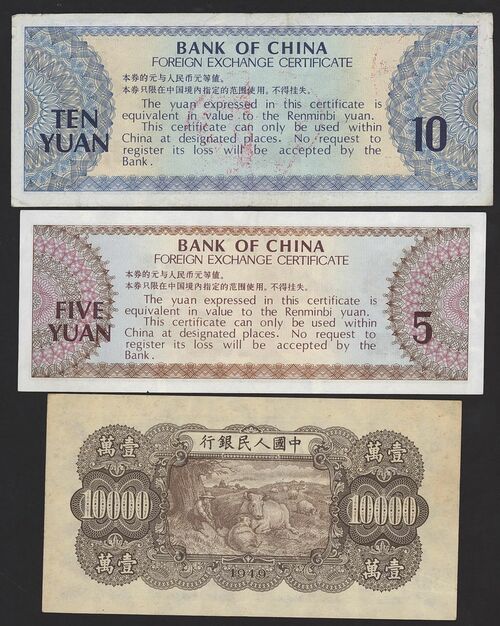 BANK OF CHINA
FOREIGN EXCHANGE CERTIFICATE
本券的元与人民币元等值。
本券只限在中国境内指定的范围使用，不得挂失。
TEN
YUAN
The yuan expressed in this certificate is
equivalent in value to the Renminbi yuan.
This certificate can only be used within
China at designated places. No request to
register its loss will be accepted by the
Bank.
10
BANK OF CHINA
FOREIGN EXCHANGE CERTIFICATE
本券的元与人民币元等值。
本券只限在中国境内指定的范围使用，不得挂失。
FIVE
YUAN
The yuan expressed in this certificate is
equivalent in value to the Renminbi yuan.
This certificate can only be used within
China at designated places. No request to
register its loss will be accepted by the
Bank.
5
行銀民人國中
萬壹
萬壹
10000
10000
萬壹
萬壹
1949